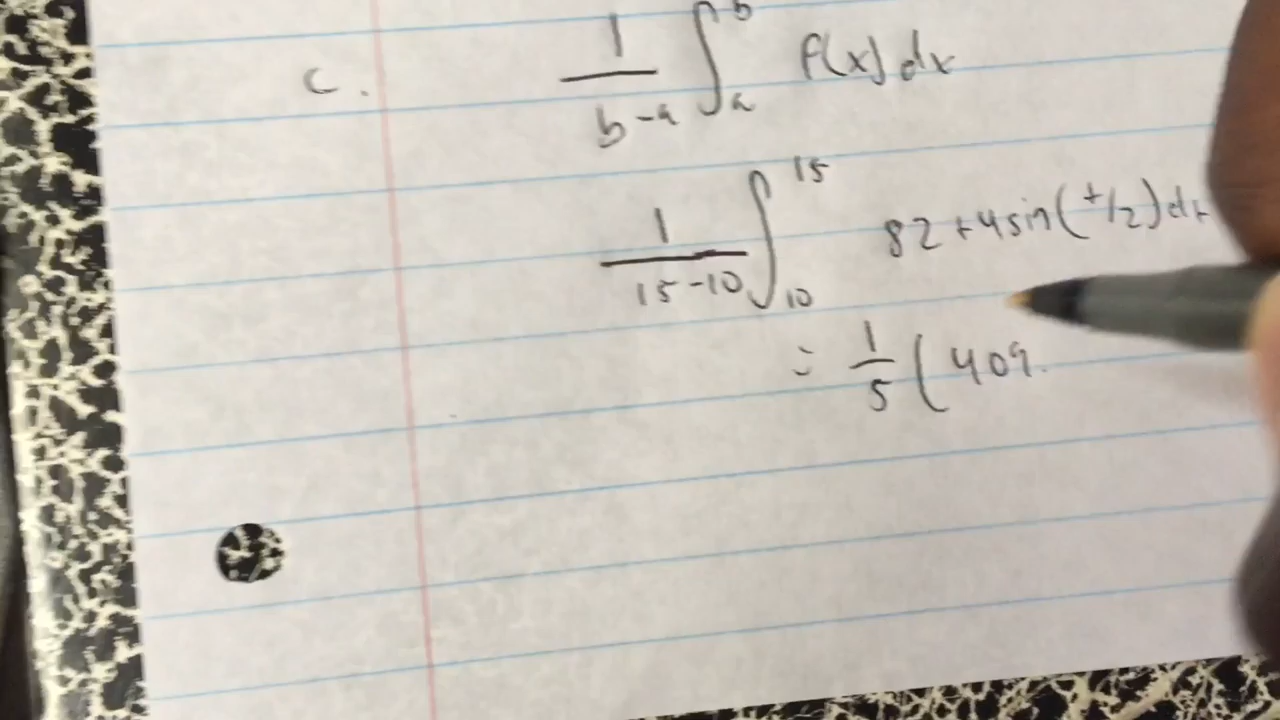 c. 1/(b-a) ∫_a^b f(x) dx
1/(15-10) ∫_10^15 82+4sin(t/2)dt
= 1/5 ( 409.